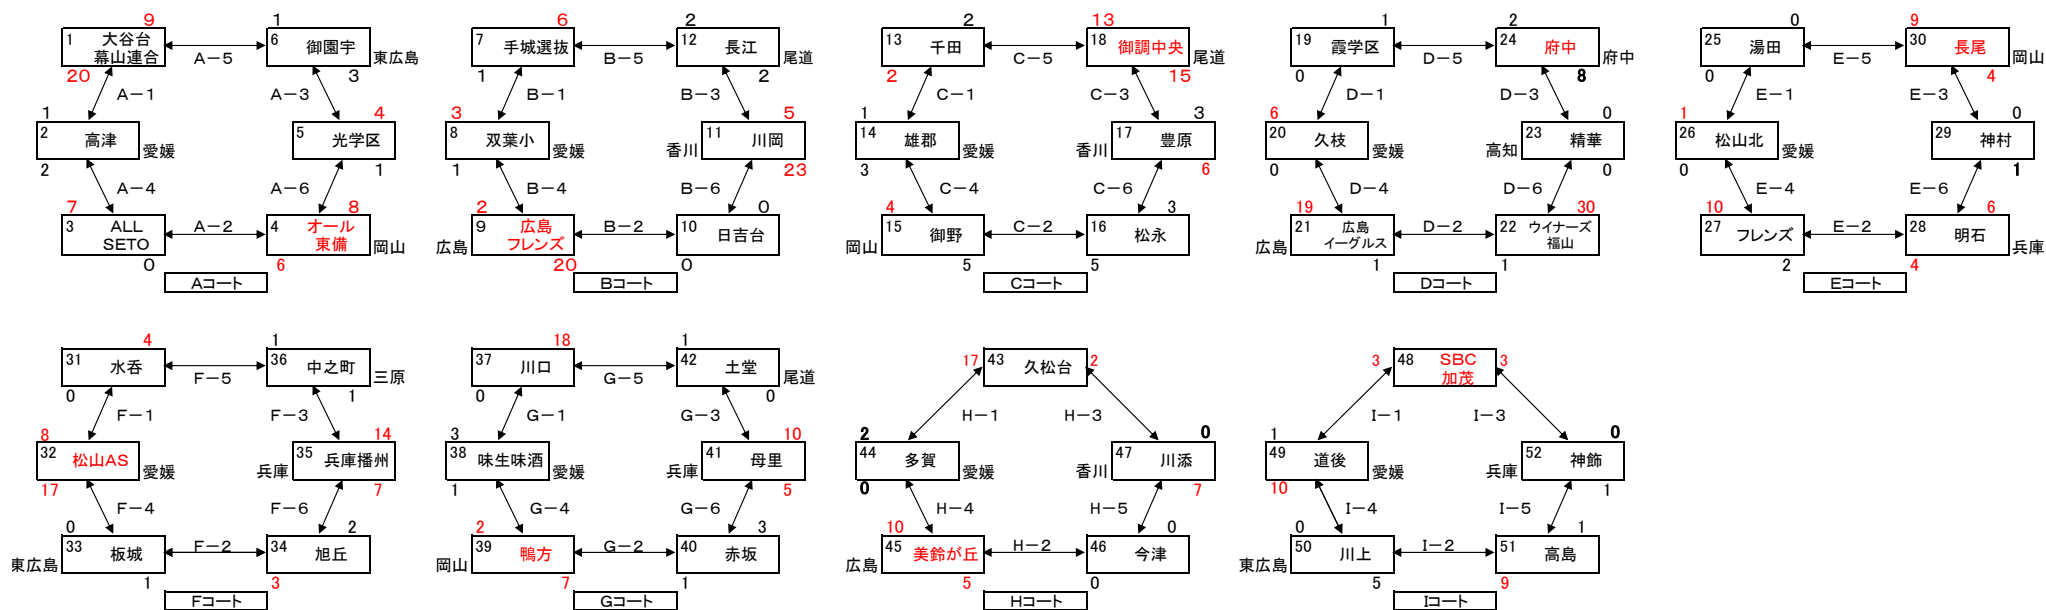 9 1
1 大谷台 幕山連合 A－5 6 御園宇 東広島
20 3
A－1 A－3
1 4
2 高津 愛媛 5 光学区
2 1
A－4 A－6
7 8
3 ALL SETO A－2 4 オール 東備 岡山
0 6
Aコート
6 2
7 手城選抜 B－5 12 長江 尾道
1 2
B－1 B－3
3 5
8 双葉小 愛媛 香川 11 川岡
1 23
B－4 B－6
2 0
広島 9 広島 フレンズ B－2 10 日吉台
20 0
Bコート
2 13
13 千田 C－5 18 御調中央 尾道
2 15
C－1 C－3
1 3
14 雄郡 愛媛 香川 17 豊原
3 6
C－4 C－6
4 3
岡山 15 御野 C－2 16 松永
5 5
Cコート
1 2
19 霞学区 D－5 24 府中 府中
0 8
D－1 D－3
6 0
20 久枝 愛媛 高知 23 精華
0 0
D－4 D－6
19 30
広島 21 広島 イーグルス D－2 22 ウイナーズ 福山
1 1
Dコート
0 9
25 湯田 E－5 30 長尾 岡山
0 4
E－1 E－3
1 0
26 松山北 愛媛 29 神村
0 1
E－4 E－6
10 6
27 フレンズ E－2 28 明石 兵庫
2 4
Eコート
4 1
31 水呑 F－5 36 中之町 三原
0 1
F－1 F－3
8 14
32 松山AS 愛媛 兵庫 35 兵庫播州
17 7
F－4 F－6
0 2
東広島 33 板城 F－2 34 旭丘
1 3
Fコート
18 1
37 川口 G－5 42 土堂 尾道
0 0
G－1 G－3
3 10
38 味生味酒 愛媛 兵庫 41 母里
1 5
G－4 G－6
2 3
岡山 39 鴨方 G－2 40 赤坂
7 1
Gコート
17 43 久松台 2
H－1 H－3
2 0
44 多賀 愛媛 香川 47 川添
0 7
H－4 H－5
10 0
広島 45 美鈴が丘 H－2 46 今津
5 0
Hコート
3 48 SBC 加茂 3
I－1 I－3
1 0
49 道後 愛媛 兵庫 52 神飾
10 1
I－4 I－5
0 1
東広島 50 川上 I－2 51 高島
5 9
Iコート